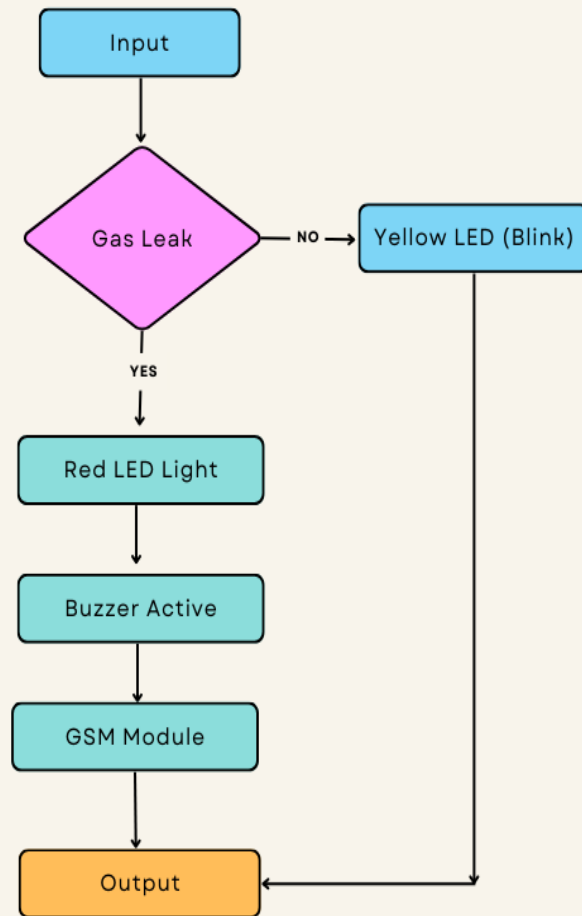 Input
Gas Leak
NO
Yellow LED (Blink)
YES
Red LED Light
Buzzer Active
GSM Module
Output